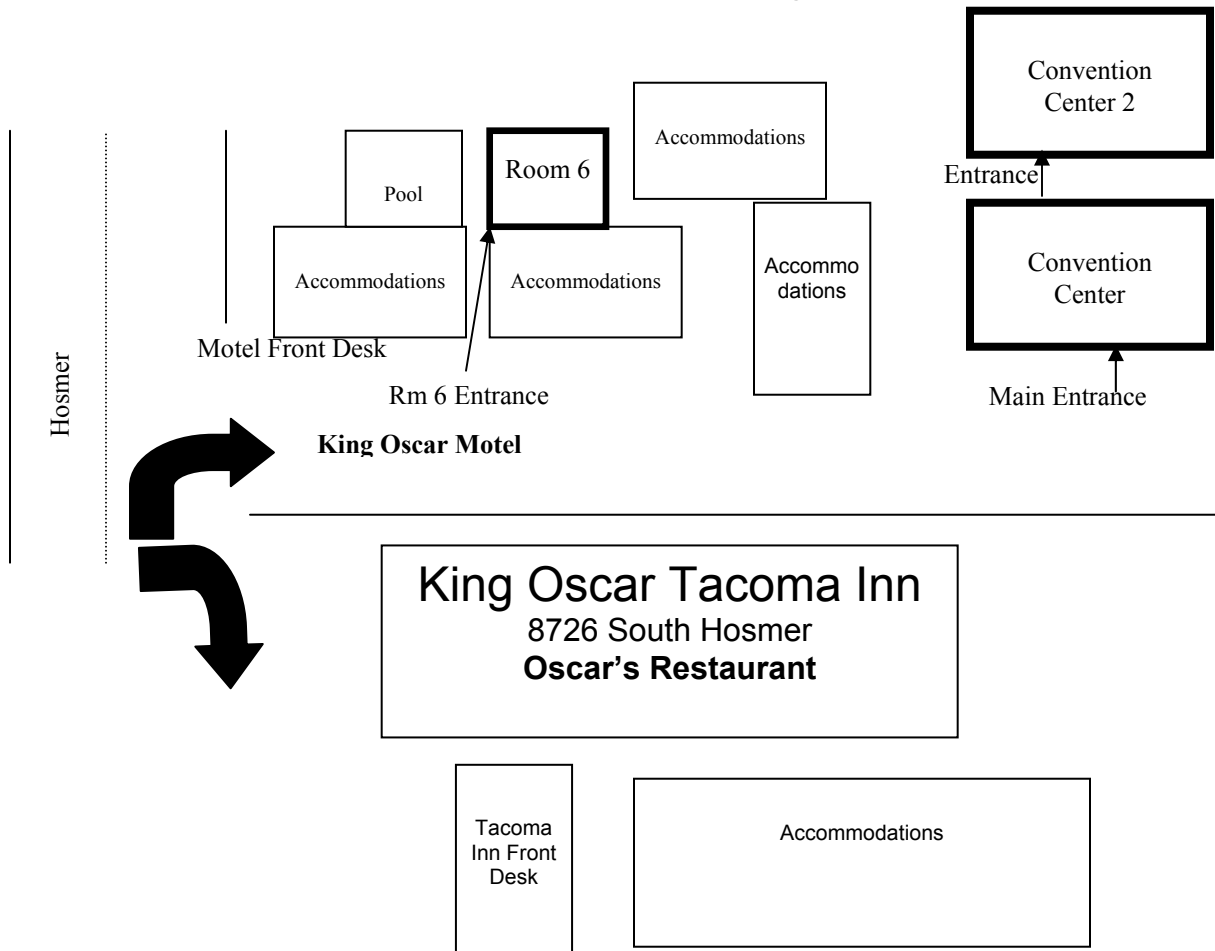 Convention
Center 2
Accommodations
Room 6
Pool
Entrance
Accommodations
Accommodations
Accommo
dations
Convention
Center
Motel Front Desk
Hosmer
Rm 6 Entrance
Main Entrance
King Oscar Motel
King Oscar Tacoma Inn
8726 South Hosmer
Oscar's Restaurant
Tacoma
Inn Front
Desk
Accommodations